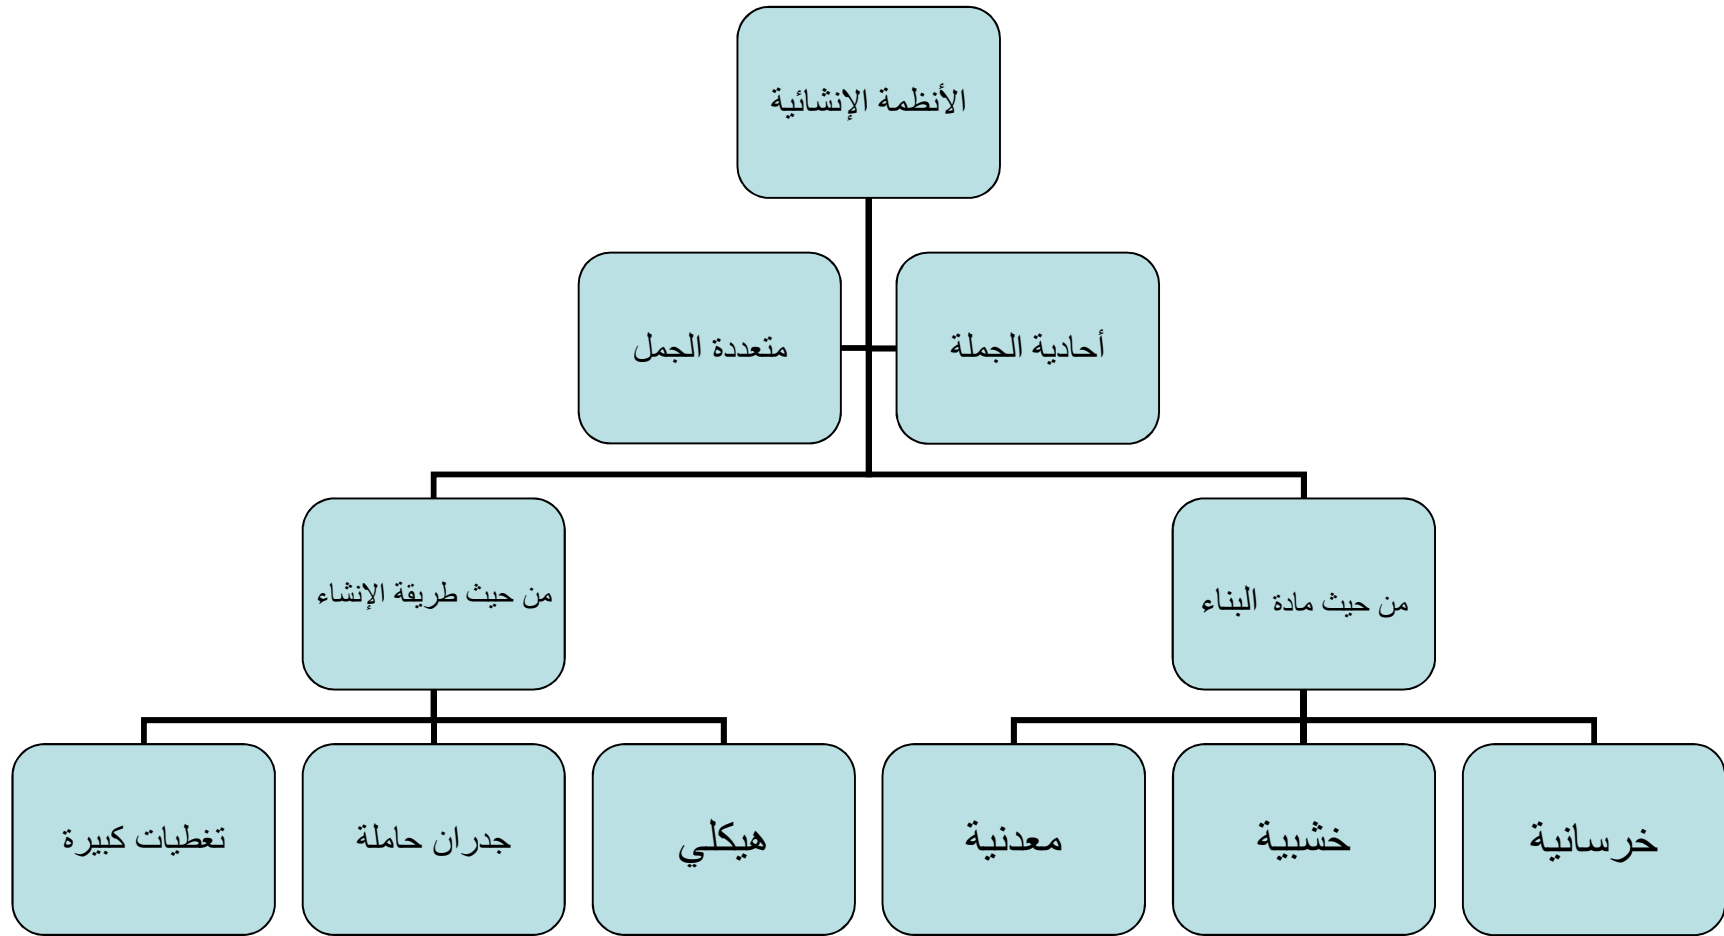 الأنظمة الإنشائية
أحادية الجملة
متعددة الجمل
من حيث مادة البناء
من حيث طريقة الإنشاء
خرسانية
خشبية
معدنية
هيكلي
جدران حاملة
تغطيات كبيرة